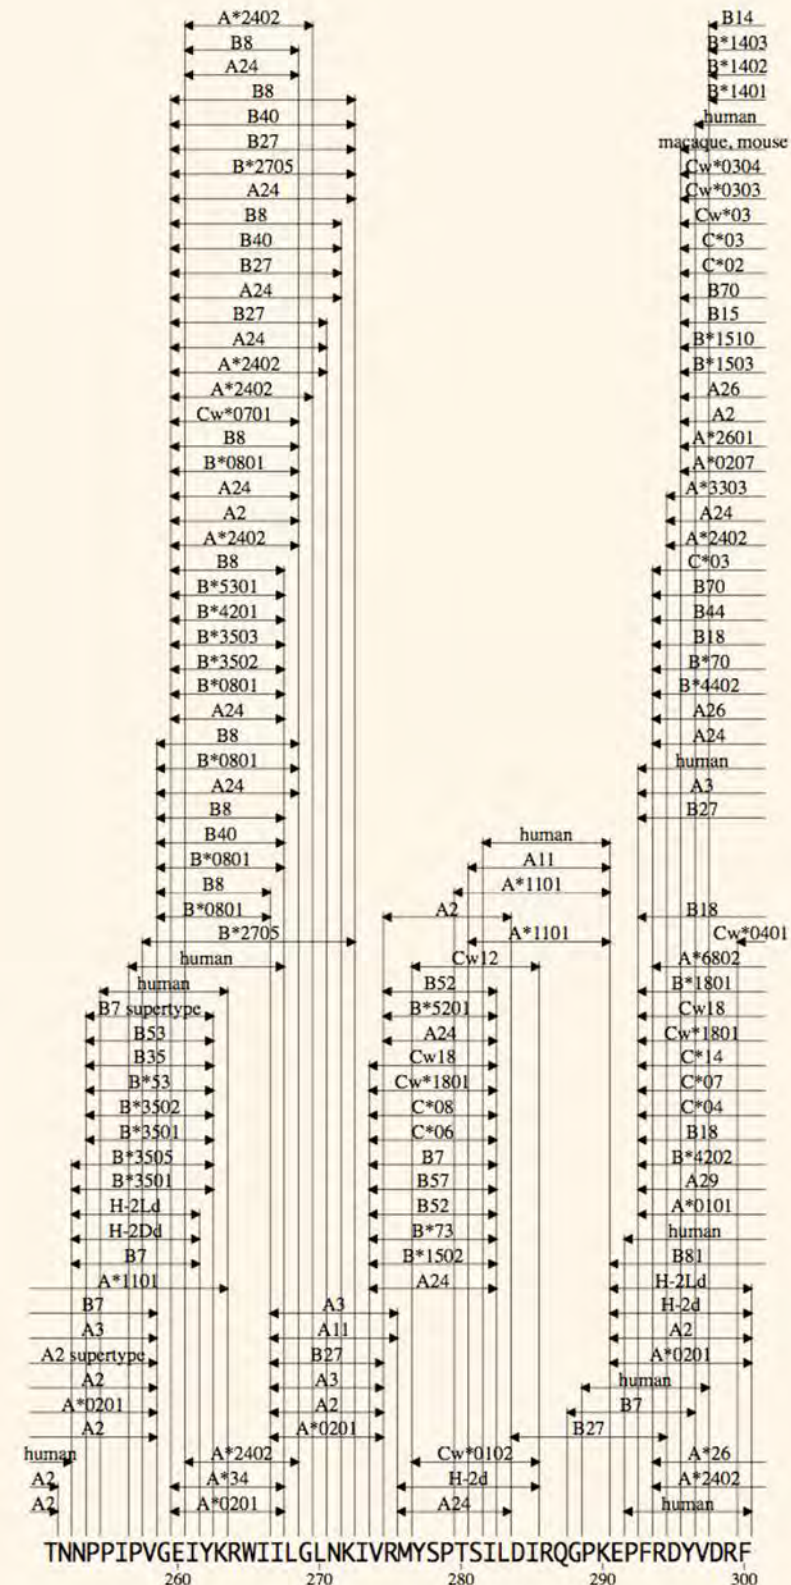 A*2402 B14
B8 B*1403
A24 B*1402
B8 B*1401
B40 human
B27 macaque, mouse
B*2705 Cw*0304
A24 Cw*0303
B8 Cw*03
B40 C*03
B27 C*02
A24 B70
B27 B15
A24 B*1510
A*2402 B*1503
A*2402 A26
Cw*0701 A2
B8 A*2601
B*0801 A*0207
A24 A*3303
A2 A24
A*2402 A*2402
B8 C*03
B*5301 B70
B*4201 B44
B*3503 B18
B*3502 B*70
B*0801 B*4402
A24 A26
B8 A24
B*0801 human
A24 A3
B8 B27
B40 human
B*0801 A11
B8 A*1101
B*0801 A2 B18
B*2705 A*1101 Cw*0401
human Cw12 A*6802
human B52 B*1801
B7 supertype B*5201 Cw18
B53 A24 Cw*1801
B35 Cw18 C*14
B*53 Cw*1801 C*07
B*3502 C*08 C*04
B*3501 C*06 B18
B*3505 B7 B*4202
B*3501 B57 A29
H-2Ld B52 A*0101
H-2Dd B*73 human
B7 B*1502 B81
A*1101 A24 H-2Ld
B7 A3 H-2d
A3 A11 A2
A2 supertype B27 A*0201
A2 A3 human
A*0201 A2 B7
A2 A*0201 B27
human A*2402 Cw*0102 A*26
A2 A*34 H-2d A*2402
A2 A*0201 A24 human
TNNPPIPVGEIYKRWIILGLNKIVRMYSPTSILDIRQGPKEPFRDYVDRF
260 270 280 290 300